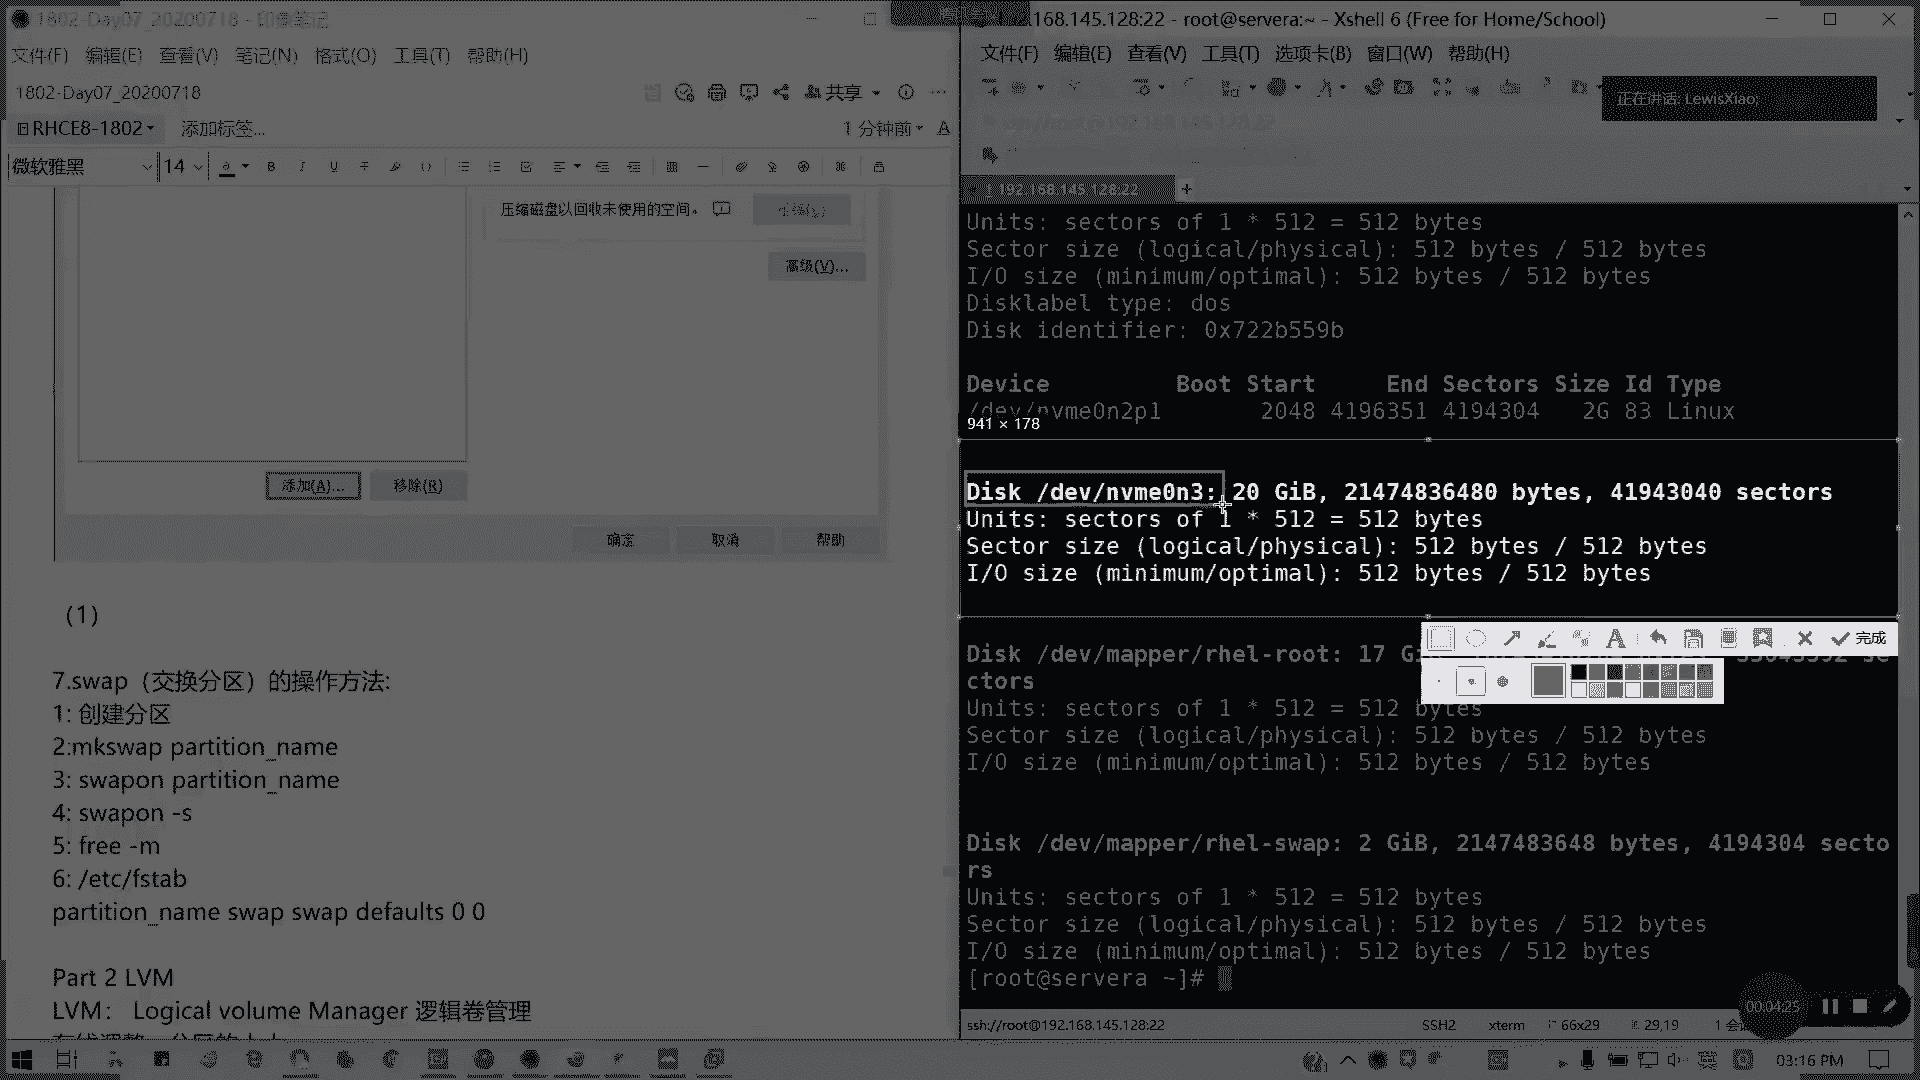 1802-Day07_20200718 - 印象笔记
文件(F) 编辑(E) 查看(V) 笔记(N) 格式(O) 工具(T) 帮助(H)
1802-Day07_20200718
共享
RHCE8-1802
添加标签...
1 分钟前
微软雅黑
14
压缩磁盘以回收未使用的空间。
高级(V)...
添加(A)...
移除(R)
确定
取消
帮助
(1)
7.swap（交换分区）的操作方法:
1: 创建分区
2:mkswap partition_name
3: swapon partition_name
4: swapon -s
5: free -m
6: /etc/fstab
partition_name swap swap defaults 0 0
Part 2 LVM
LVM： Logical volume Manager 逻辑卷管理
.168.145.128:22 - root@servera:~ - Xshell 6 (Free for Home/School)
文件(F) 编辑(E) 查看(V) 工具(T) 选项卡(B) 窗口(W) 帮助(H)
正在讲话: LewisXiao;
ssh://root@192.168.145.128:22
1 192.168.145.128:22
Units: sectors of 1 * 512 = 512 bytes
Sector size (logical/physical): 512 bytes / 512 bytes
I/O size (minimum/optimal): 512 bytes / 512 bytes
Disklabel type: dos
Disk identifier: 0x722b559b
Device Boot Start End Sectors Size Id Type
/dev/nvme0n2p1 2048 4196351 4194304 2G 83 Linux
941 × 178
Disk /dev/nvme0n3: 20 GiB, 21474836480 bytes, 41943040 sectors
Units: sectors of 1 * 512 = 512 bytes
Sector size (logical/physical): 512 bytes / 512 bytes
I/O size (minimum/optimal): 512 bytes / 512 bytes
完成
Disk /dev/mapper/rhel-root: 17 G
ctors
Units: sectors of 1 * 512 = 512 bytes
Sector size (logical/physical): 512 bytes / 512 bytes
I/O size (minimum/optimal): 512 bytes / 512 bytes
Disk /dev/mapper/rhel-swap: 2 GiB, 2147483648 bytes, 4194304 secto
rs
Units: sectors of 1 * 512 = 512 bytes
Sector size (logical/physical): 512 bytes / 512 bytes
I/O size (minimum/optimal): 512 bytes / 512 bytes
[root@servera ~]#
00:04:25
ssh://root@192.168.145.128:22
SSH2
xterm
66x29
29,19
03:16 PM